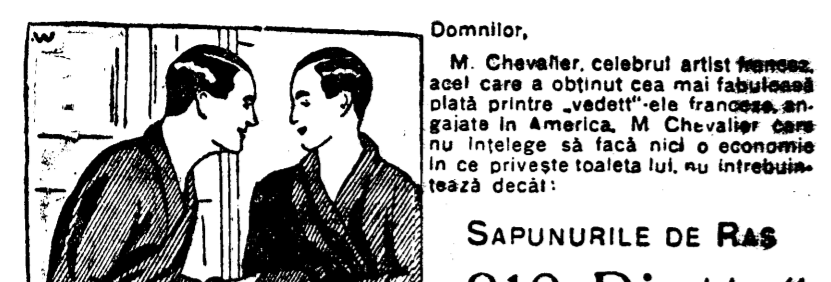 W
Domnilor,
M. Chevalier, celebrul artist francez,
acel care a obținut cea mai fabuloasă
plată printre „vedett"-ele franceze, an-
gajate în America, M Chevalier care
nu înțelege să facă nici o economie
în ce privește toaleta lui, nu întrebuin-
tează decât:
SAPUNURILE DE RAS